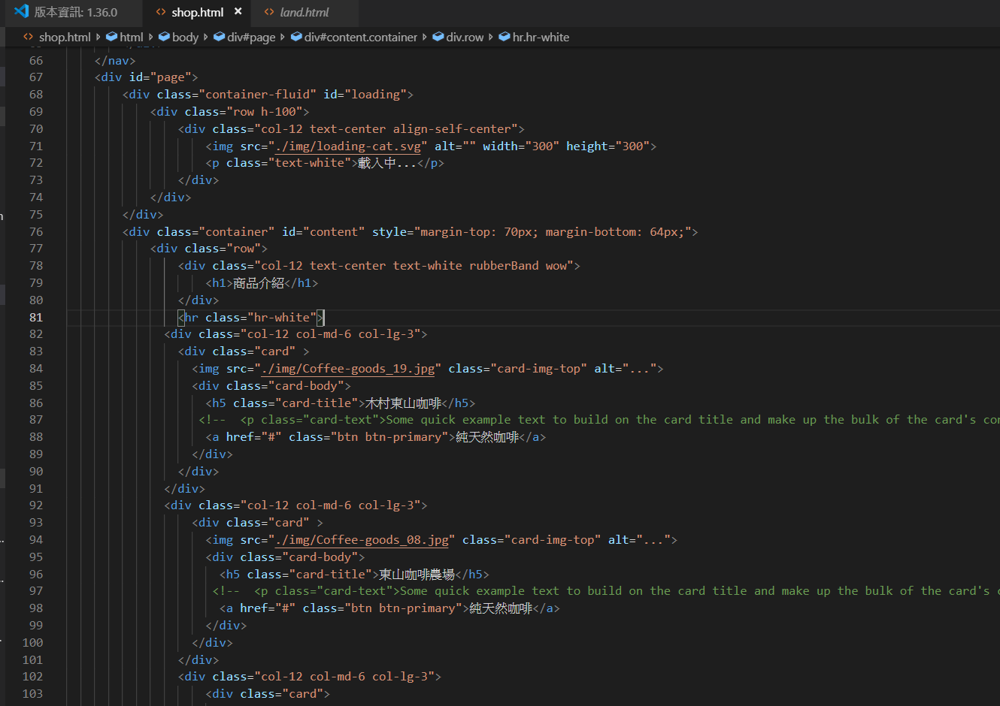 版本資訊: 1.36.0
shop.html
land.html
shop.html html body div#page div#content.container div.row hr.hr-white
66 </nav>
67 <div id="page">
68 <div class="container-fluid" id="loading">
69 <div class="row h-100">
70 <div class="col-12 text-center align-self-center">
71 <img src="./img/loading-cat.svg" alt="" width="300" height="300">
72 <p class="text-white">載入中...</p>
73 </div>
74 </div>
75 </div>
76 <div class="container" id="content" style="margin-top: 70px; margin-bottom: 64px;">
77 <div class="row">
78 <div class="col-12 text-center text-white rubberBand wow">
79 <h1>商品介紹</h1>
80 </div>
81 <hr class="hr-white">
82 <div class="col-12 col-md-6 col-lg-3">
83 <div class="card" >
84 <img src="./img/Coffee-goods_19.jpg" class="card-img-top" alt="...">
85 <div class="card-body">
86 <h5 class="card-title">木村東山咖啡</h5>
87 <!-- <p class="card-text">Some quick example text to build on the card title and make up the bulk of the card's con
88 <a href="#" class="btn btn-primary">純天然咖啡</a>
89 </div>
90 </div>
91 </div>
92 <div class="col-12 col-md-6 col-lg-3">
93 <div class="card" >
94 <img src="./img/Coffee-goods_08.jpg" class="card-img-top" alt="...">
95 <div class="card-body">
96 <h5 class="card-title">東山咖啡農場</h5>
97 <!-- <p class="card-text">Some quick example text to build on the card title and make up the bulk of the card's
98 <a href="#" class="btn btn-primary">純天然咖啡</a>
99 </div>
100 </div>
101 </div>
102 <div class="col-12 col-md-6 col-lg-3">
103 <div class="card">